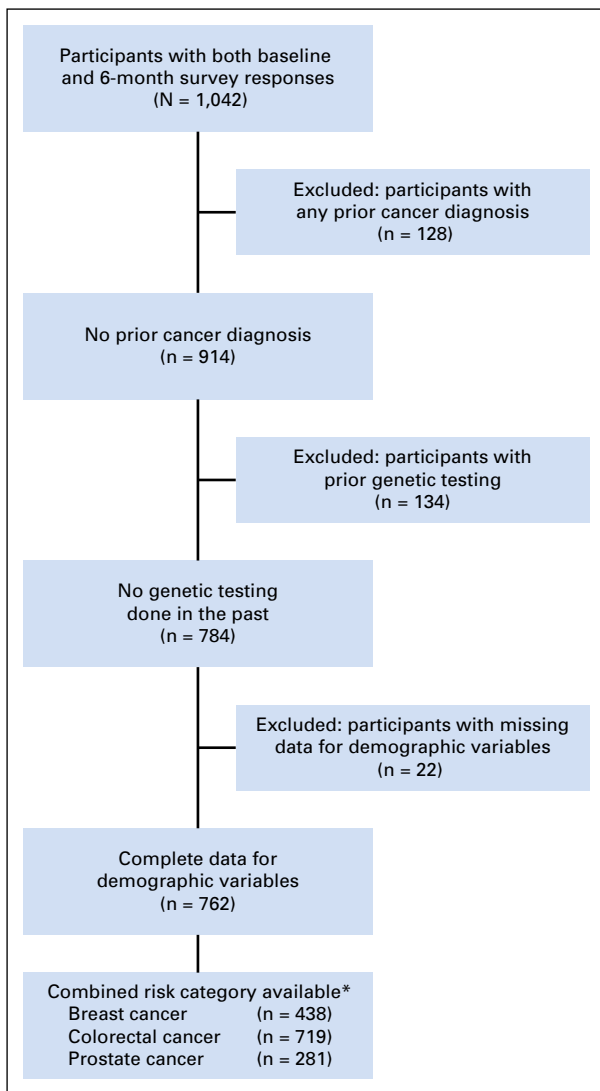 Participants with both baseline
and 6-month survey responses
(N = 1,042)
Excluded: participants with
any prior cancer diagnosis
(n = 128)
No prior cancer diagnosis
(n = 914)
Excluded: participants with
prior genetic testing
(n = 134)
No genetic testing
done in the past
(n = 784)
Excluded: participants with missing
data for demographic variables
(n = 22)
Complete data for
demographic variables
(n = 762)
Combined risk category available*
Breast cancer (n = 438)
Colorectal cancer (n = 719)
Prostate cancer (n = 281)